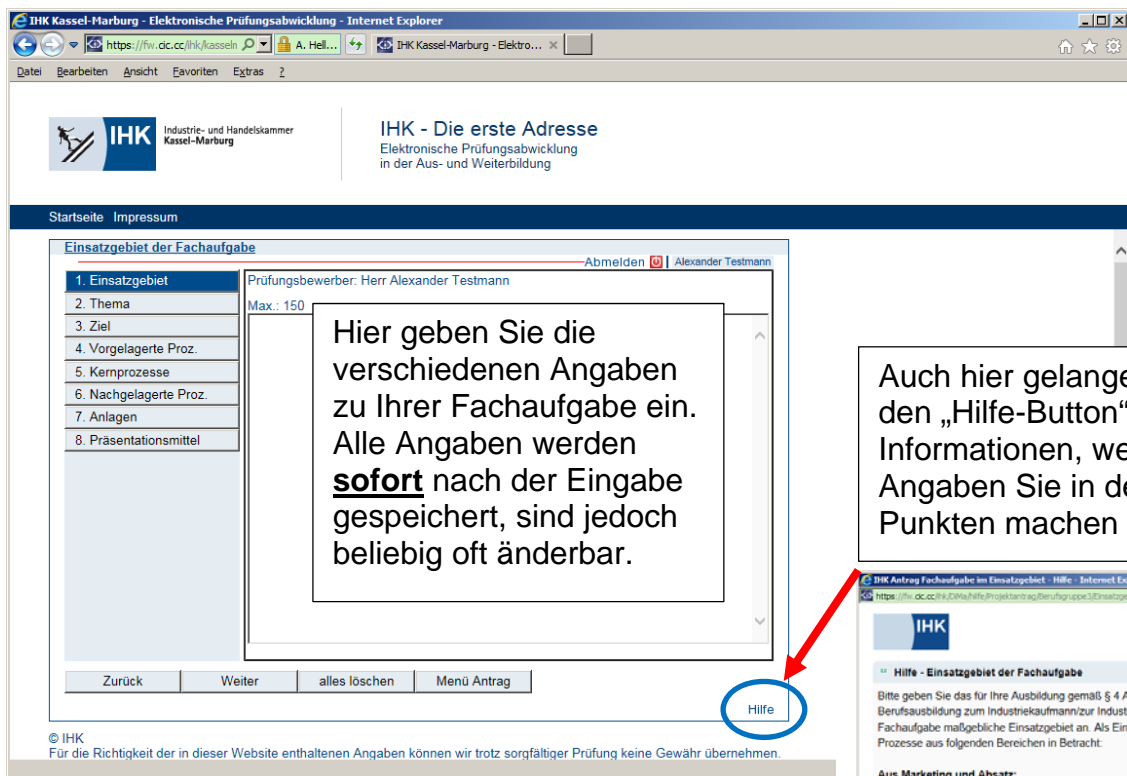 IHK Kassel-Marburg - Elektronische Prüfungsabwicklung - Internet Explorer
https://fw.cic.cc/ihk/kasseln
A. Hell...
IHK Kassel-Marburg - Elektro...
Datei Bearbeiten Ansicht Favoriten Extras ?
IHK
Industrie- und Handelskammer
Kassel-Marburg
IHK - Die erste Adresse
Elektronische Prüfungsabwicklung
in der Aus- und Weiterbildung
Startseite Impressum
Einsatzgebiet der Fachaufgabe
Abmelden | Alexander Testmann
1. Einsatzgebiet
2. Thema
3. Ziel
4. Vorgelagerte Proz.
5. Kernprozesse
6. Nachgelagerte Proz.
7. Anlagen
8. Präsentationsmittel
Prüfungsbewerber: Herr Alexander Testmann
Max.: 150
Hier geben Sie die
verschiedenen Angaben
zu Ihrer Fachaufgabe ein.
Alle Angaben werden
sofort nach der Eingabe
gespeichert, sind jedoch
beliebig oft änderbar.
Zurück Weiter alles löschen Menü Antrag
Hilfe
© IHK
Für die Richtigkeit der in dieser Website enthaltenen Angaben können wir trotz sorgfältiger Prüfung keine Gewähr übernehmen.
Auch hier gelange
den „Hilfe-Button“
Informationen, we
Angaben Sie in de
Punkten machen
IHK Antrag Fachaufgabe im Einsatzgebiet - Hilfe - Internet Ex
IHK
Hilfe - Einsatzgebiet der Fachaufgabe
Bitte geben Sie das für Ihre Ausbildung gemäß § 4 A
Berufsausbildung zum Industriekaufmann/zur Indust
Fachaufgabe maßgebliche Einsatzgebiet an. Als Ein
Prozesse aus folgenden Bereichen in Betracht:
Aus Marketing und Absatz: